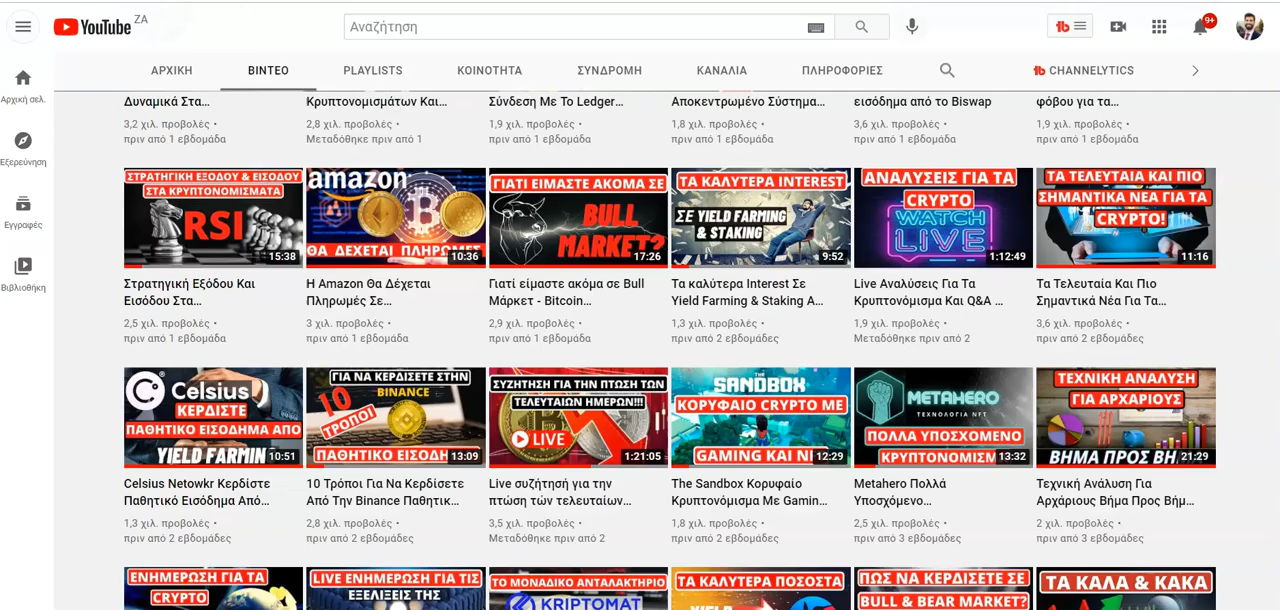 YouTube ZA
Αναζήτηση
9+
ΑΡΧΙΚΗ ΒΙΝΤΕΟ PLAYLISTS ΚΟΙΝΟΤΗΤΑ ΣΥΝΔΡΟΜΗ ΚΑΝΑΛΙΑ ΠΛΗΡΟΦΟΡΙΕΣ CHANNELYTICS
Αρχική σελ.
Εξερεύνηση
Εγγραφές
Βιβλιοθήκη
Δυναμικά Στα...
3,2 χιλ. προβολές •
πριν από 1 εβδομάδα
Κρυπτονομισμάτων Και...
2,8 χιλ. προβολές •
Μεταδόθηκε πριν από 1
Σύνδεση Με Το Ledger...
1,9 χιλ. προβολές •
πριν από 1 εβδομάδα
Αποκεντρωμένο Σύστημα...
1,8 χιλ. προβολές •
πριν από 1 εβδομάδα
εισόδημα από το Biswap
3,6 χιλ. προβολές •
πριν από 1 εβδομάδα
φόβου για τα...
1,9 χιλ. προβολές •
πριν από 1 εβδομάδα
ΣΤΡΑΤΗΓΙΚΗ ΕΞΟΔΟΥ & ΕΙΣΟΔΟΥ
ΣΤΑ ΚΡΥΠΤΟΝΟΜΙΣΜΑΤΑ
RSI
15:38
Στρατηγική Εξόδου Και
Εισόδου Στα...
2,5 χιλ. προβολές •
πριν από 1 εβδομάδα
amazon
ΘΑ ΔΕΧΕΤΑΙ ΠΛΗΡΩΜΕΣ
10:36
Η Amazon Θα Δέχεται
Πληρωμές Σε...
3 χιλ. προβολές •
πριν από 1 εβδομάδα
ΓΙΑΤΙ ΕΙΜΑΣΤΕ ΑΚΟΜΑ ΣΕ
BULL
MARKET?
17:26
Γιατί είμαστε ακόμα σε Bull
Μάρκετ - Bitcoin...
2,9 χιλ. προβολές •
πριν από 1 εβδομάδα
ΤΑ ΚΑΛΥΤΕΡΑ INTEREST
ΣΕ YIELD FARMING
& STAKING
9:52
Τα καλύτερα Interest Σε
Yield Farming & Staking Α...
1,3 χιλ. προβολές •
πριν από 2 εβδομάδες
ΑΝΑΛΥΣΕΙΣ ΓΙΑ ΤΑ
CRYPTO
WATCH
LIVE
1:12:49
Live Αναλύσεις Για Τα
Κρυπτονόμισμα Και Q&A ...
1,9 χιλ. προβολές •
Μεταδόθηκε πριν από 2
ΤΑ ΤΕΛΕΥΤΑΙΑ ΚΑΙ ΠΙΟ
ΣΗΜΑΝΤΙΚΑ ΝΕΑ ΓΙΑ ΤΑ
CRYPTO!
11:16
Τα Τελευταία Και Πιο
Σημαντικά Νέα Για Τα...
3,6 χιλ. προβολές •
πριν από 2 εβδομάδες
Celsius
ΚΕΡΔΙΣΤΕ
ΠΑΘΗΤΙΚΟ ΕΙΣΟΔΗΜΑ ΑΠΟ
YIELD FARMIN
10:51
Celsius Netowkr Κερδίστε
Παθητικό Εισόδημα Από...
1,3 χιλ. προβολές •
πριν από 2 εβδομάδες
ΓΙΑ ΝΑ ΚΕΡΔΙΣΕΤΕ ΣΤΗΝ
BINANCE
10
ΤΡΟΠΟΙ
ΠΑΘΗΤΙΚΟ ΕΙΣΟΔΗ
13:09
10 Τρόποι Για Να Κερδίσετε
Από Την Binance Παθητικ...
2,8 χιλ. προβολές •
πριν από 2 εβδομάδες
ΣΥΖΗΤΗΣΗ ΓΙΑ ΤΗΝ ΠΤΩΣΗ ΤΩΝ
ΤΕΛΕΥΤΑΙΩΝ ΗΜΕΡΩΝ!!!
LIVE
1:21:05
Live συζήτησή για την
πτώση τών τελευταίων...
3,5 χιλ. προβολές •
Μεταδόθηκε πριν από 2
THE
SANDBOX
ΚΟΡΥΦΑΙΟ CRYPTO ΜΕ
GAMING ΚΑΙ
12:29
The Sandbox Κορυφαίο
Κρυπτονόμισμα Με Gamin...
1,8 χιλ. προβολές •
πριν από 2 εβδομάδες
METAHERO
ΤΕΧΝΟΛΟΓΙΑ NFT
ΠΟΛΛΑ ΥΠΟΣΧΟΜΕΝΟ
ΚΡΥΠΤΟΝΟΜΙΣΜ
13:32
Metahero Πολλά
Υποσχόμενο...
2,5 χιλ. προβολές •
πριν από 3 εβδομάδες
ΤΕΧΝΙΚΗ ΑΝΑΛΥΣΗ
ΓΙΑ ΑΡΧΑΡΙΟΥΣ
ΒΗΜΑ ΠΡΟΣ ΒΗ
21:29
Τεχνική Ανάλυση Για
Αρχάριους Βήμα Προς Βήμ...
2 χιλ. προβολές •
πριν από 3 εβδομάδες
ΕΝΗΜΕΡΩΣΗ ΓΙΑ ΤΑ
CRYPTO
LIVE ΕΝΗΜΕΡΩΣΗ ΓΙΑ ΤΙΣ
ΕΞΕΛΙΞΕΙΣ ΤΗΣ
ΤΟ ΜΟΝΑΔΙΚΟ ΑΝΤΑΛΑΚΤΗΡΙΟ
KRIPTOMAT
ΤΑ ΚΑΛΥΤΕΡΑ ΠΟΣΟΣΤΑ
YIELD
ΠΩΣ ΝΑ ΚΕΡΔΙΣΕΤΕ ΣΕ
BULL & BEAR MARKET?
ΤΑ ΚΑΛΑ & ΚΑΚΑ